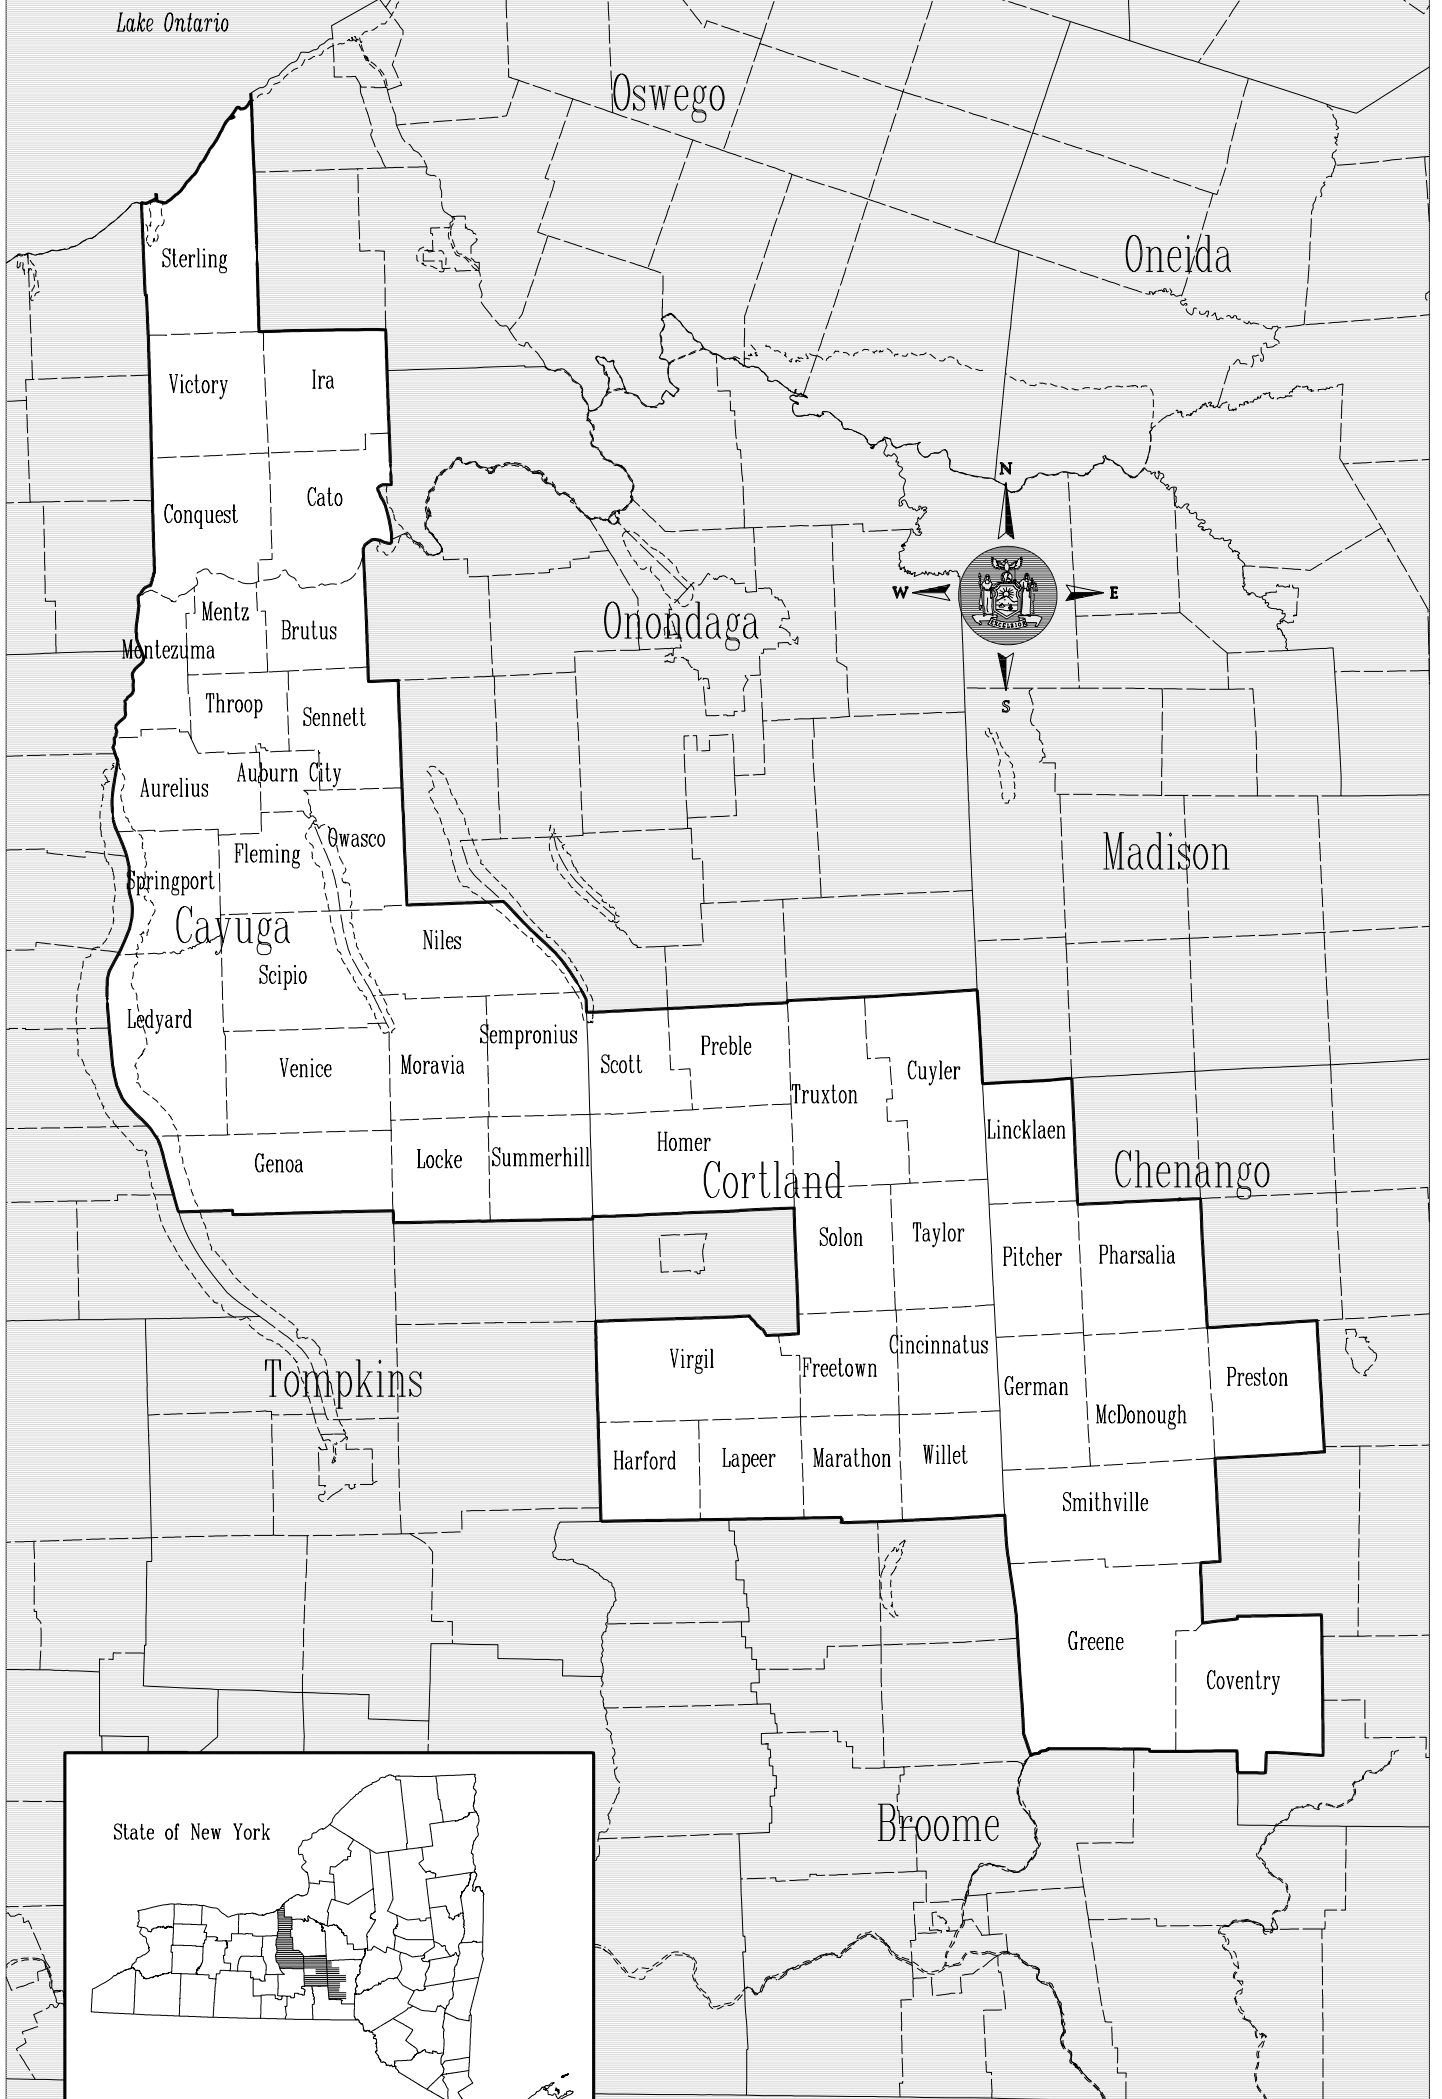 Lake Ontario
Oswego
Oneida
Sterling
Victory
Ira
Cato
Conquest
N
W
E
S
Mentz
Brutus
Onondaga
Montezuma
Throop
Sennett
Auburn City
Aurelius
Owasco
Fleming
Madison
Springport
Cayuga
Niles
Scipio
Ledyard
Sempronius
Preble
Scott
Moravia
Venice
Cuyler
Truxton
Lincklaen
Homer
Genoa
Locke
Summerhill
Cortland
Chenango
Solon
Taylor
Pitcher
Pharsalia
Cincinnatus
Virgil
Freetown
Tompkins
Preston
German
McDonough
Harford
Lapeer
Marathon
Willet
Smithville
Greene
Coventry
Broome
State of New York